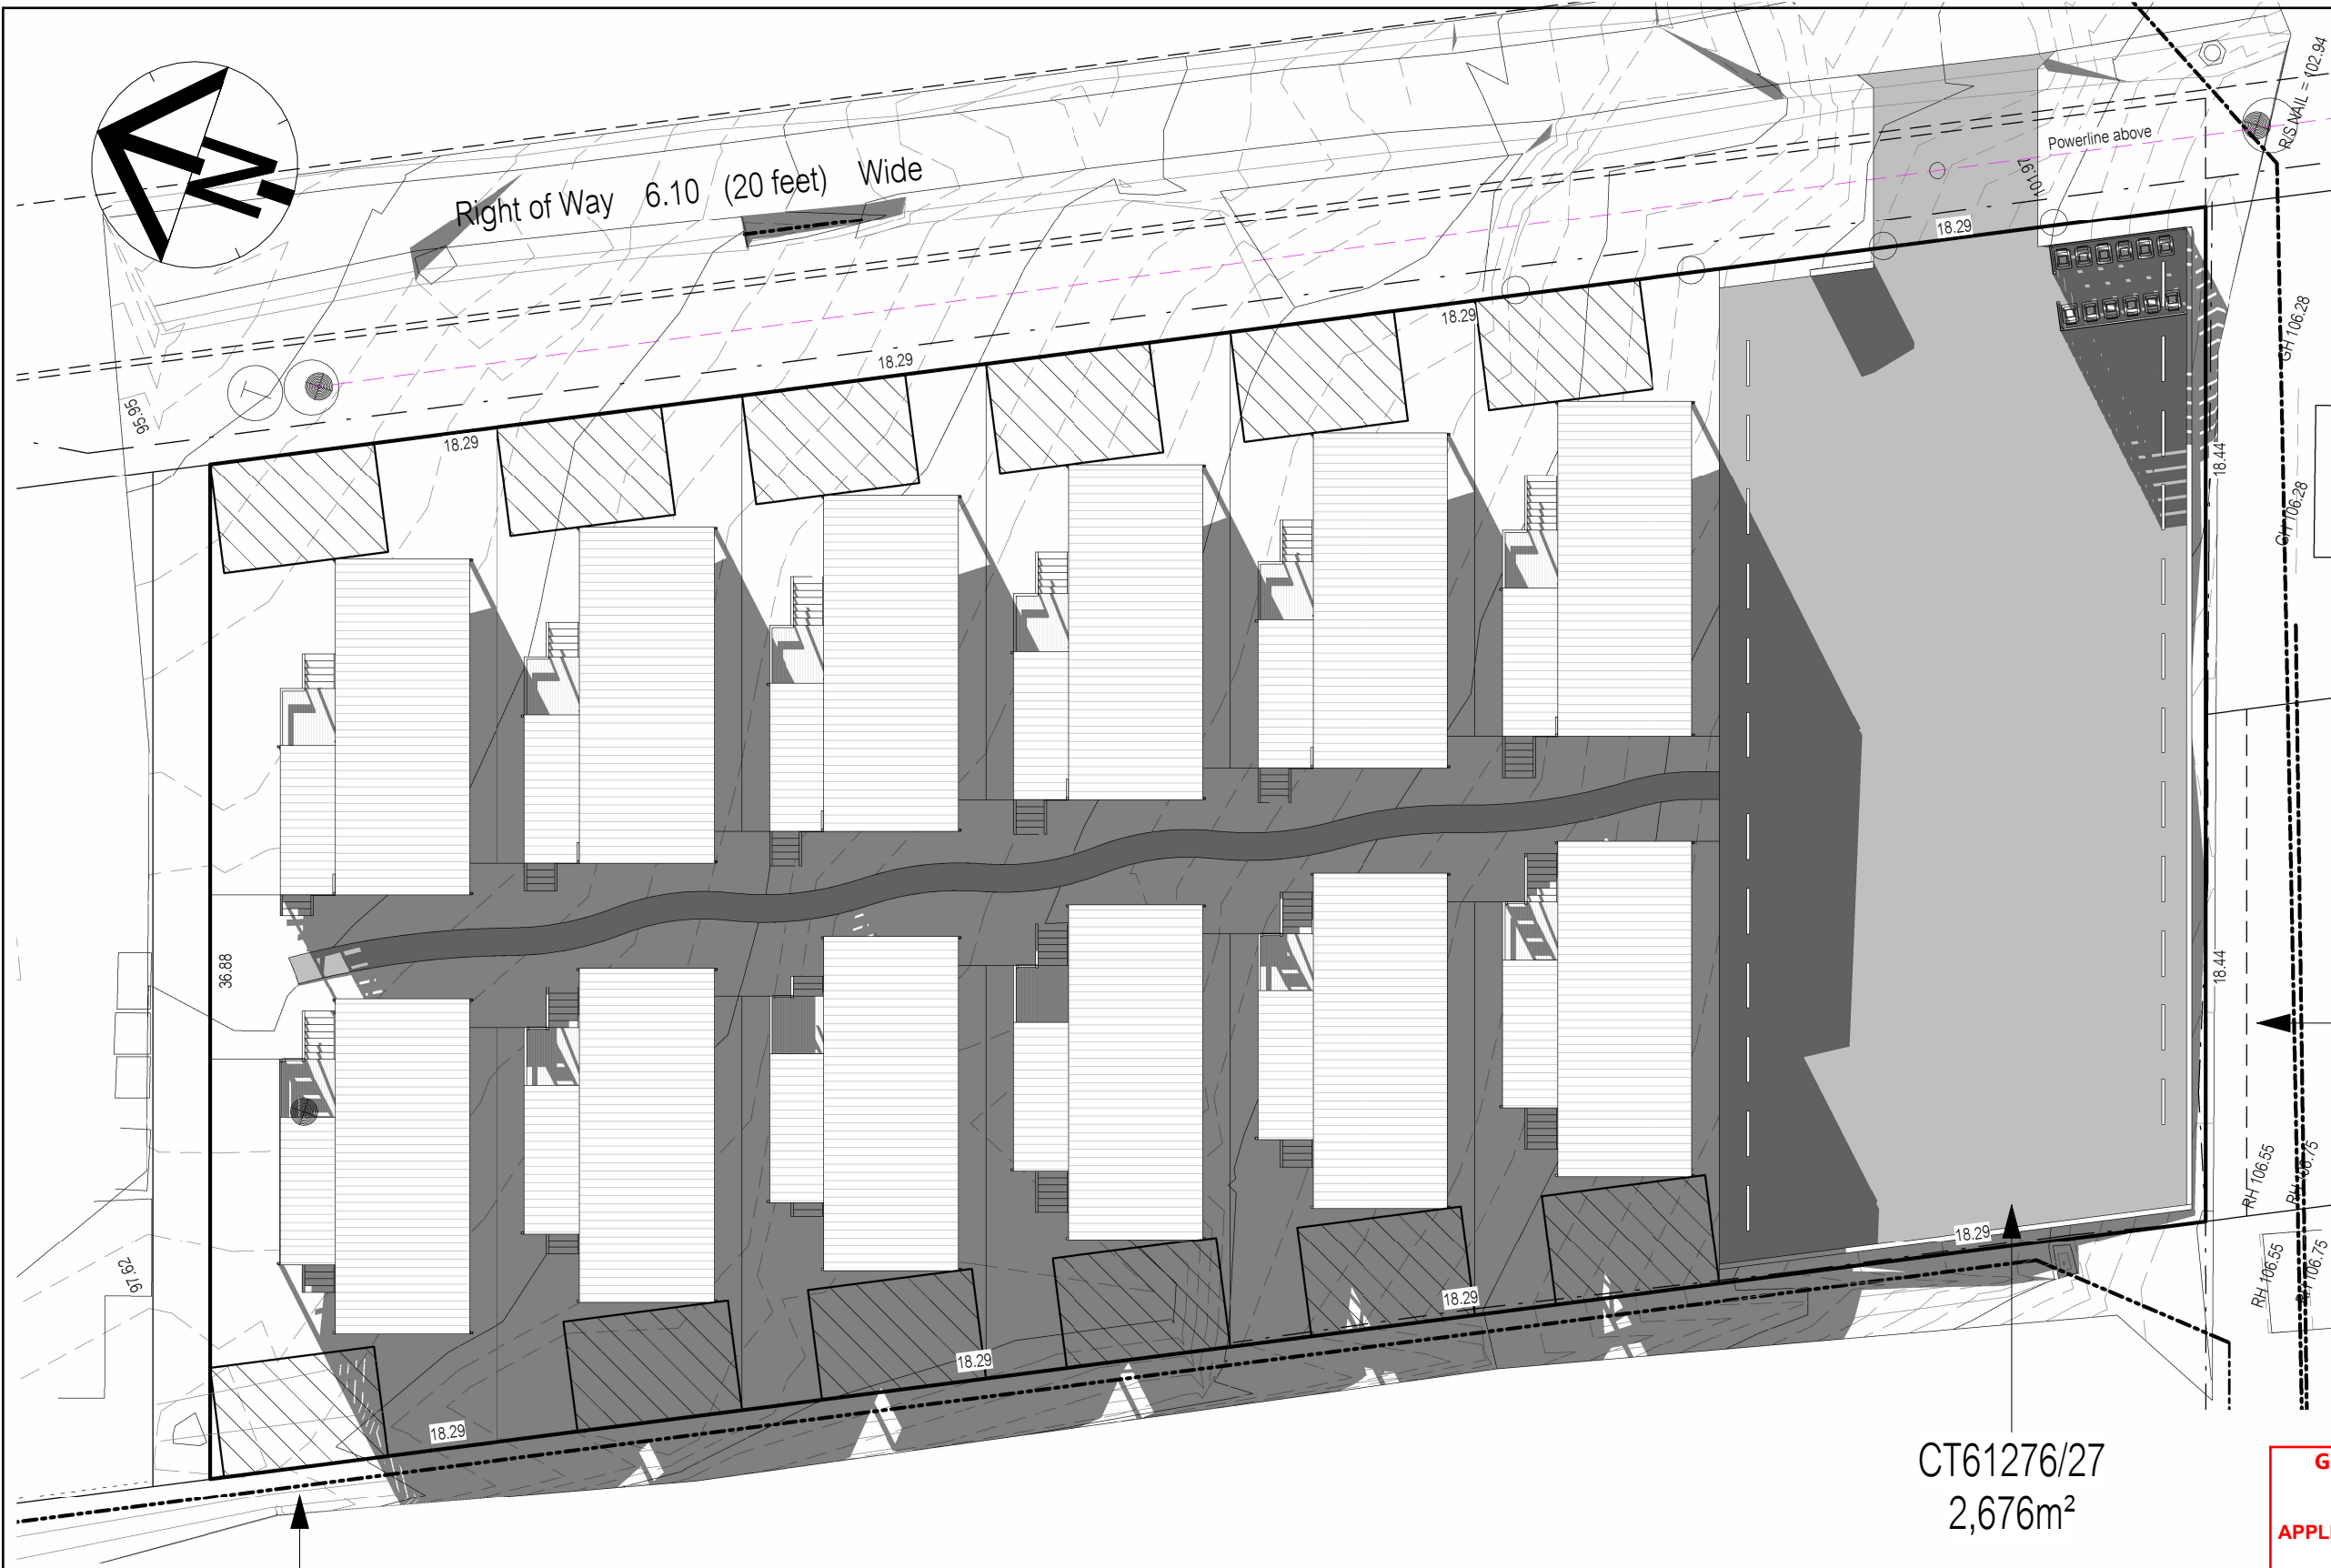 N
Right of Way 6.10 (20 feet) Wide
Powerline above
R/S NAIL = 102.94
101.97
18.29
18.29
18.29
18.29
95.95
GH 106.28
18.44
GH 106.28
36.88
18.44
RH 106.55
RH 106.75
97.62
18.29
18.29
18.29
18.29
RH 106.55
RH 106.75
CT61276/27
2,676m²
G
APPLI